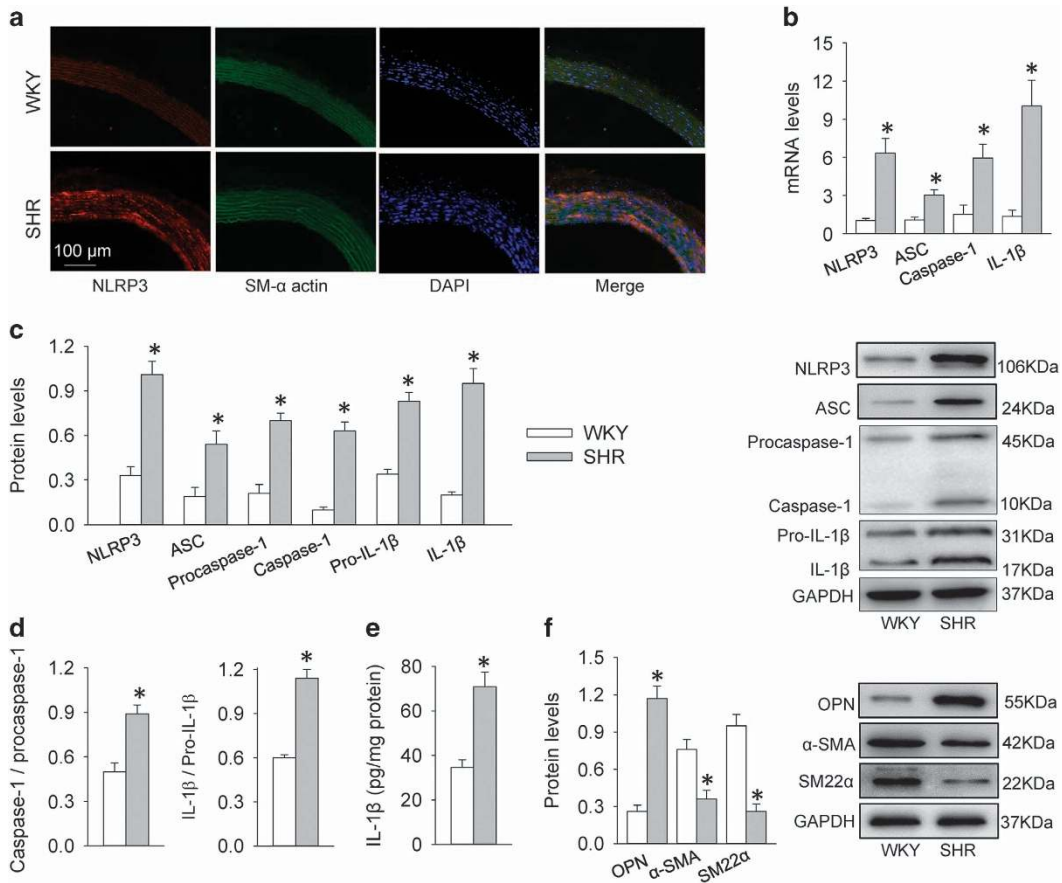 a
WKY
SHR
100 µm
NLRP3
SM-α actin
DAPI
Merge
b
mRNA levels
15
12
9
6
3
0
*
*
*
*
NLRP3
ASC
Caspase-1
IL-1β
c
Protein levels
1.2
0.9
0.6
0.3
0.0
*
*
*
*
*
*
NLRP3
ASC
Procaspase-1
Caspase-1
Pro-IL-1β
IL-1β
WKY
SHR
NLRP3 106KDa
ASC 24KDa
Procaspase-1 45KDa
Caspase-1 10KDa
Pro-IL-1β 31KDa
IL-1β 17KDa
GAPDH 37KDa
WKY SHR
d
Caspase-1 / procaspase-1
1.2
0.9
0.6
0.3
0.0
*
IL-1β / Pro-IL-1β
1.2
0.9
0.6
0.3
0.0
*
e
IL-1β (pg/mg protein)
80
60
40
20
0
*
f
Protein levels
1.5
1.2
0.9
0.6
0.3
0.0
*
*
*
OPN
α-SMA
SM22α
OPN 55KDa
α-SMA 42KDa
SM22α 22KDa
GAPDH 37KDa
WKY SHR